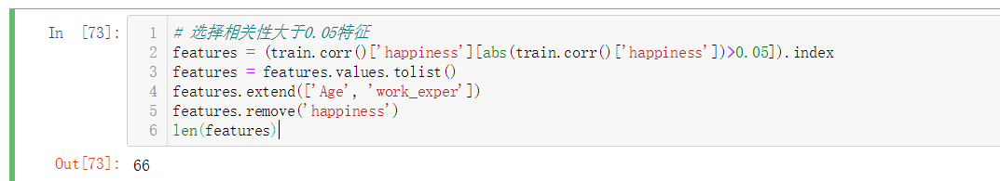 In [73]:
1 # 选择相关性大于0.05特征
2 features = (train.corr()['happiness'][abs(train.corr()['happiness'])>0.05]).index
3 features = features.values.tolist()
4 features.extend(['Age', 'work_exper'])
5 features.remove('happiness')
6 len(features)
Out[73]: 66